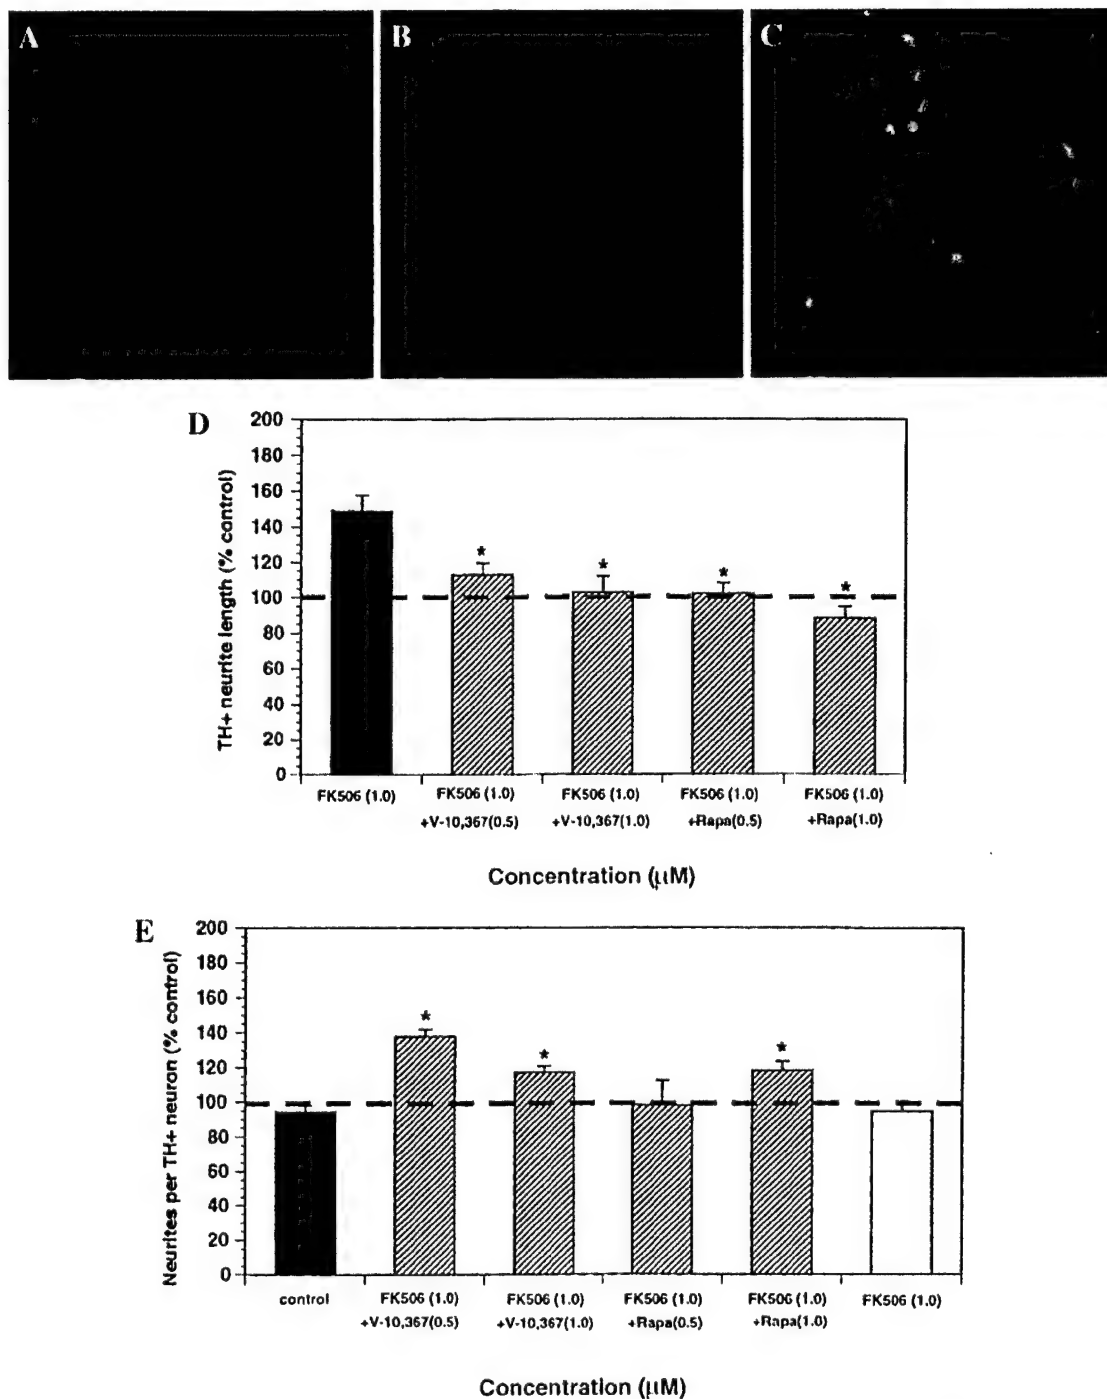 A B C
D
200
180
160
140
120
100
80
60
40
20
0
TH+ neurite length (% control)
FK506 (1.0) FK506 (1.0) FK506 (1.0) FK506 (1.0) FK506 (1.0)
+V-10,367(0.5) +V-10,367(1.0) +Rapa(0.5) +Rapa(1.0)
* * * *
Concentration (µM)
E
200
180
160
140
120
100
80
60
40
20
0
Neurites per TH+ neuron (% control)
* * *
control FK506 (1.0) FK506 (1.0) FK506 (1.0) FK506 (1.0) FK506 (1.0)
+V-10,367(0.5) +V-10,367(1.0) +Rapa(0.5) +Rapa(1.0)
Concentration (µM)